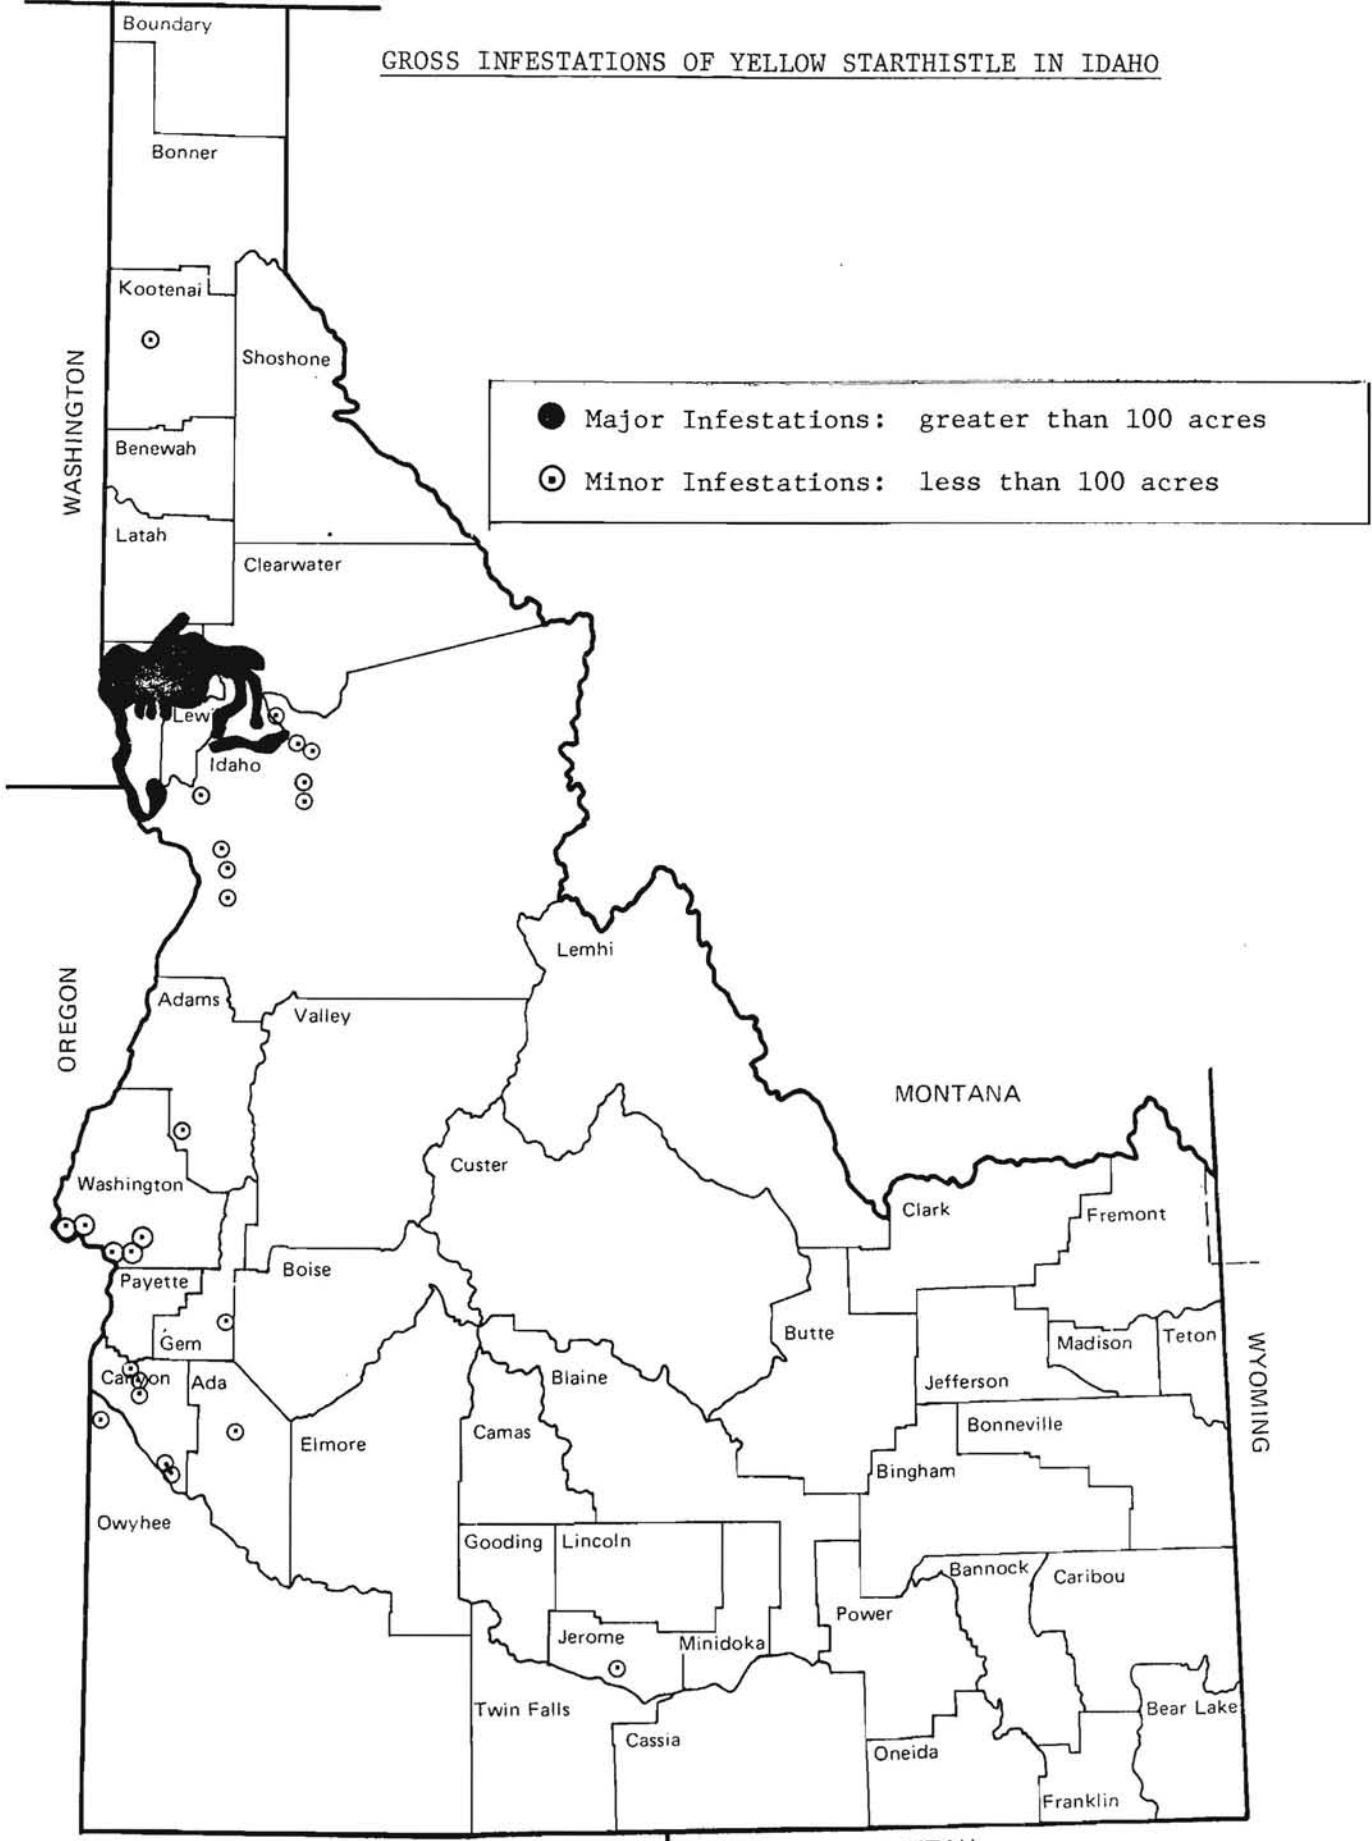 Boundary
GROSS INFESTATIONS OF YELLOW STARTHISTLE IN IDAHO
Bonner
Kootenai
Shoshone
WASHINGTON
Major Infestations: greater than 100 acres
Minor Infestations: less than 100 acres
Benewah
Latah
Clearwater
Lew
Idaho
Lemhi
OREGON
Adams
Valley
MONTANA
Custer
Washington
Clark
Fremont
Boise
Payette
Gem
Butte
Madison
Teton
WYOMING
Canyon
Ada
Blaine
Jefferson
Camas
Bonneville
Elmore
Bingham
Owyhee
Gooding
Lincoln
Bannock
Caribou
Power
Jerome
Minidoka
Twin Falls
Bear Lake
Cassia
Oneida
Franklin